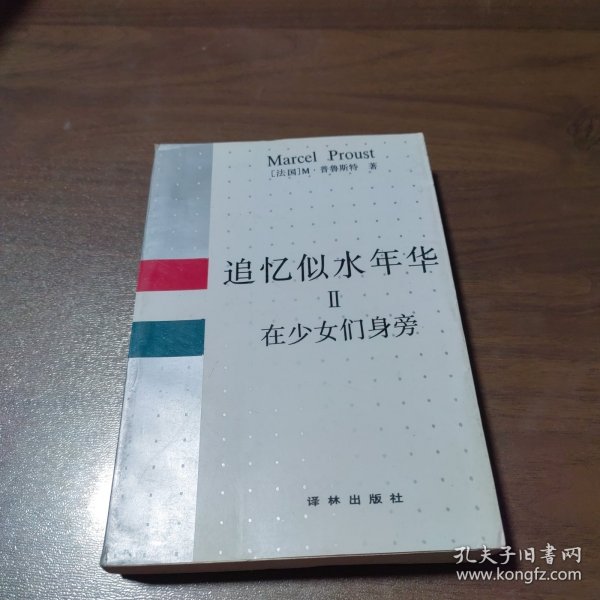 Marcel Proust
[法国]M·普鲁斯特 著
追忆似水年华
II
在少女们身旁
译林出版社
孔夫子旧书网
www.kongfz.com